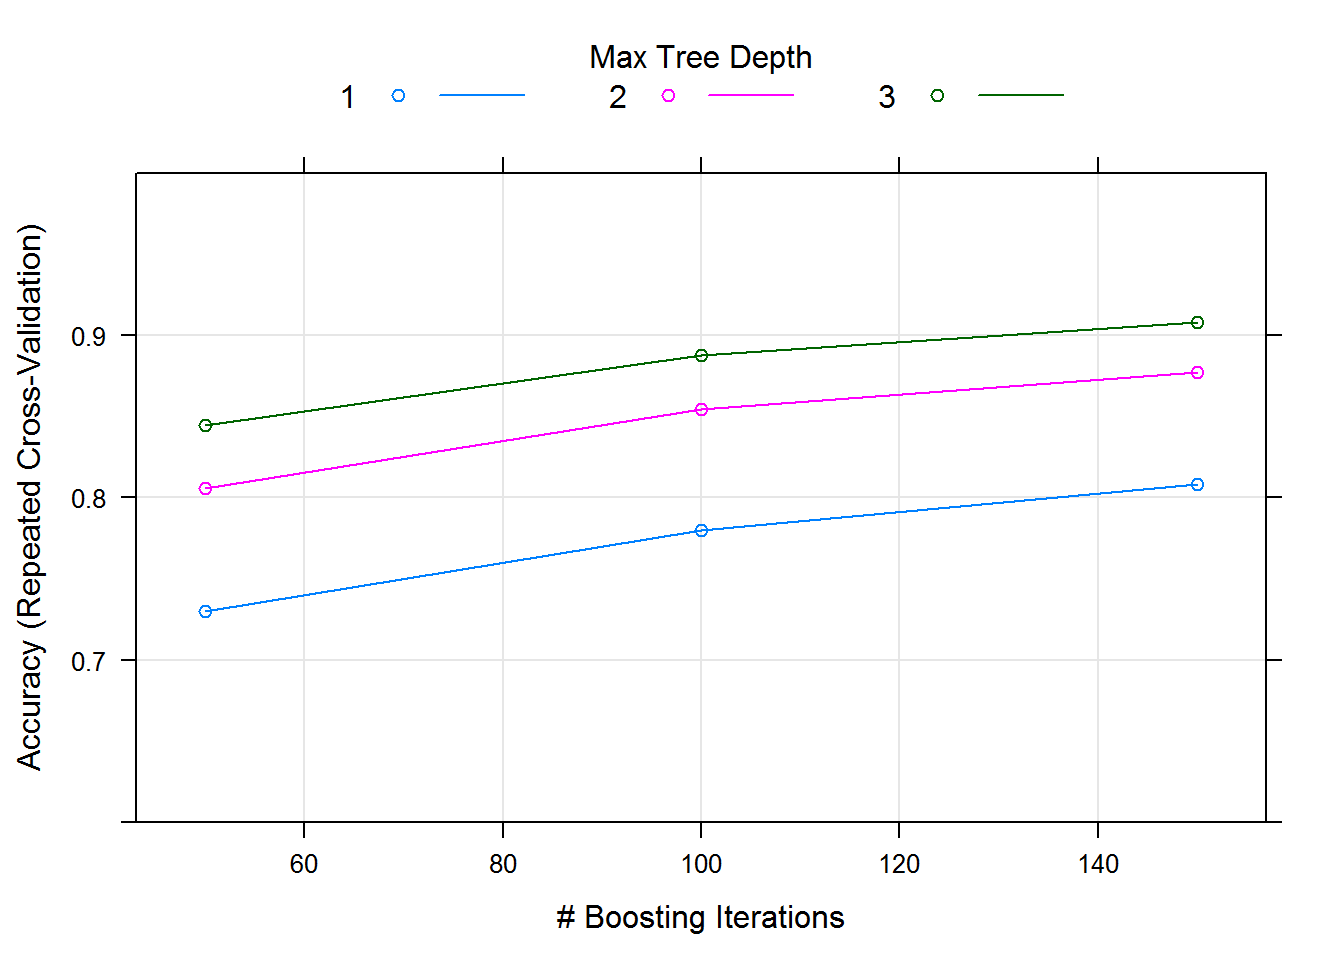 Max Tree Depth
1 2 3
Accuracy (Repeated Cross-Validation)
0.9
0.8
0.7
60 80 100 120 140
# Boosting Iterations